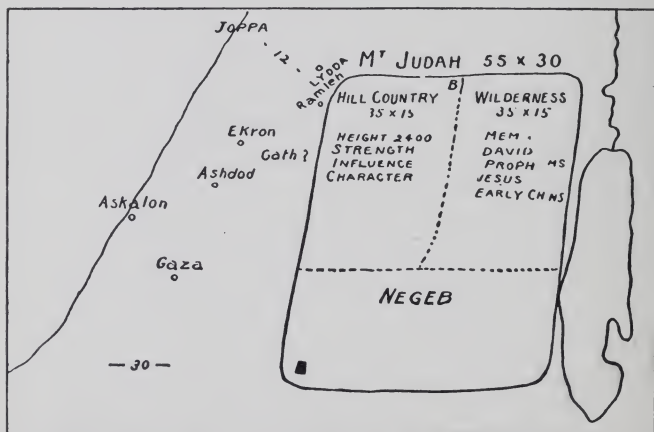 JOPPA
- 12 -
LYDDA
Ramleh
MT JUDAH 55 x 30
B
HILL COUNTRY
35 x 15
HEIGHT 2400
STRENGTH
INFLUENCE
CHARACTER
WILDERNESS
35 x 15
MEM.
DAVID
PROPH MS
JESUS
EARLY CH NS
EKron
Gath?
Ashdod
Askalon
Gaza
NEGEB
— 30 —